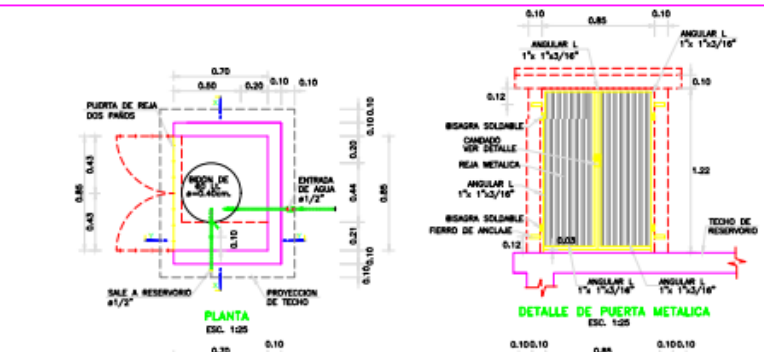 0.70
0.50
0.20
0.10
0.10
PUERTA DE REJA
DOS PAÑOS
0.43
0.85
0.43
BIDÓN DE
ø=0.40cm.
ENTRADA
DE AGUA
ø1/2"
0.10
0.10
0.20
0.44
0.85
0.21
0.10
0.10
0.10
SALE A RESERVORIO
ø1/2"
PROYECCION
DE TECHO
PLANTA
ESC. 1:25
0.70
0.10
0.10
0.85
0.10
ANGULAR L
1"x 1"x3/16"
ANGULAR L
1"x 1"x3/16"
0.12
0.10
BISAGRA SOLDABLE
CANDADO
VER DETALLE
REJA METALICA
ANGULAR L
1"x 1"x3/16"
1.22
BISAGRA SOLDABLE
FIERRO DE ANCLAJE
0.12
0.03
TECHO DE
RESERVORIO
ANGULAR L
1"x 1"x3/16"
ANGULAR L
1"x 1"x3/16"
DETALLE DE PUERTA METALICA
ESC. 1:25
0.10
0.10
0.85
0.10
0.10